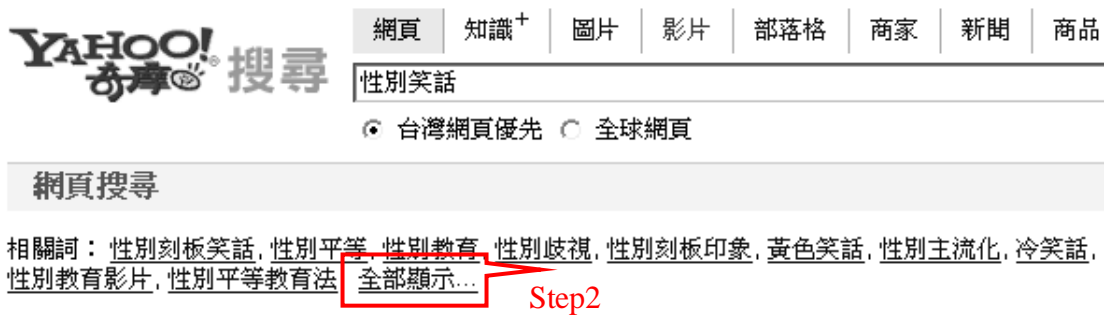 YAHOO! 奇摩 搜尋
網頁 知識+ 圖片 影片 部落格 商家 新聞 商品
性別笑話
台灣網頁優先 全球網頁
網頁搜尋
相關詞： 性別刻板笑話, 性別平等, 性別教育, 性別歧視, 性別刻板印象, 黃色笑話, 性別主流化, 冷笑話,
性別教育影片, 性別平等教育法 全部顯示...
Step2